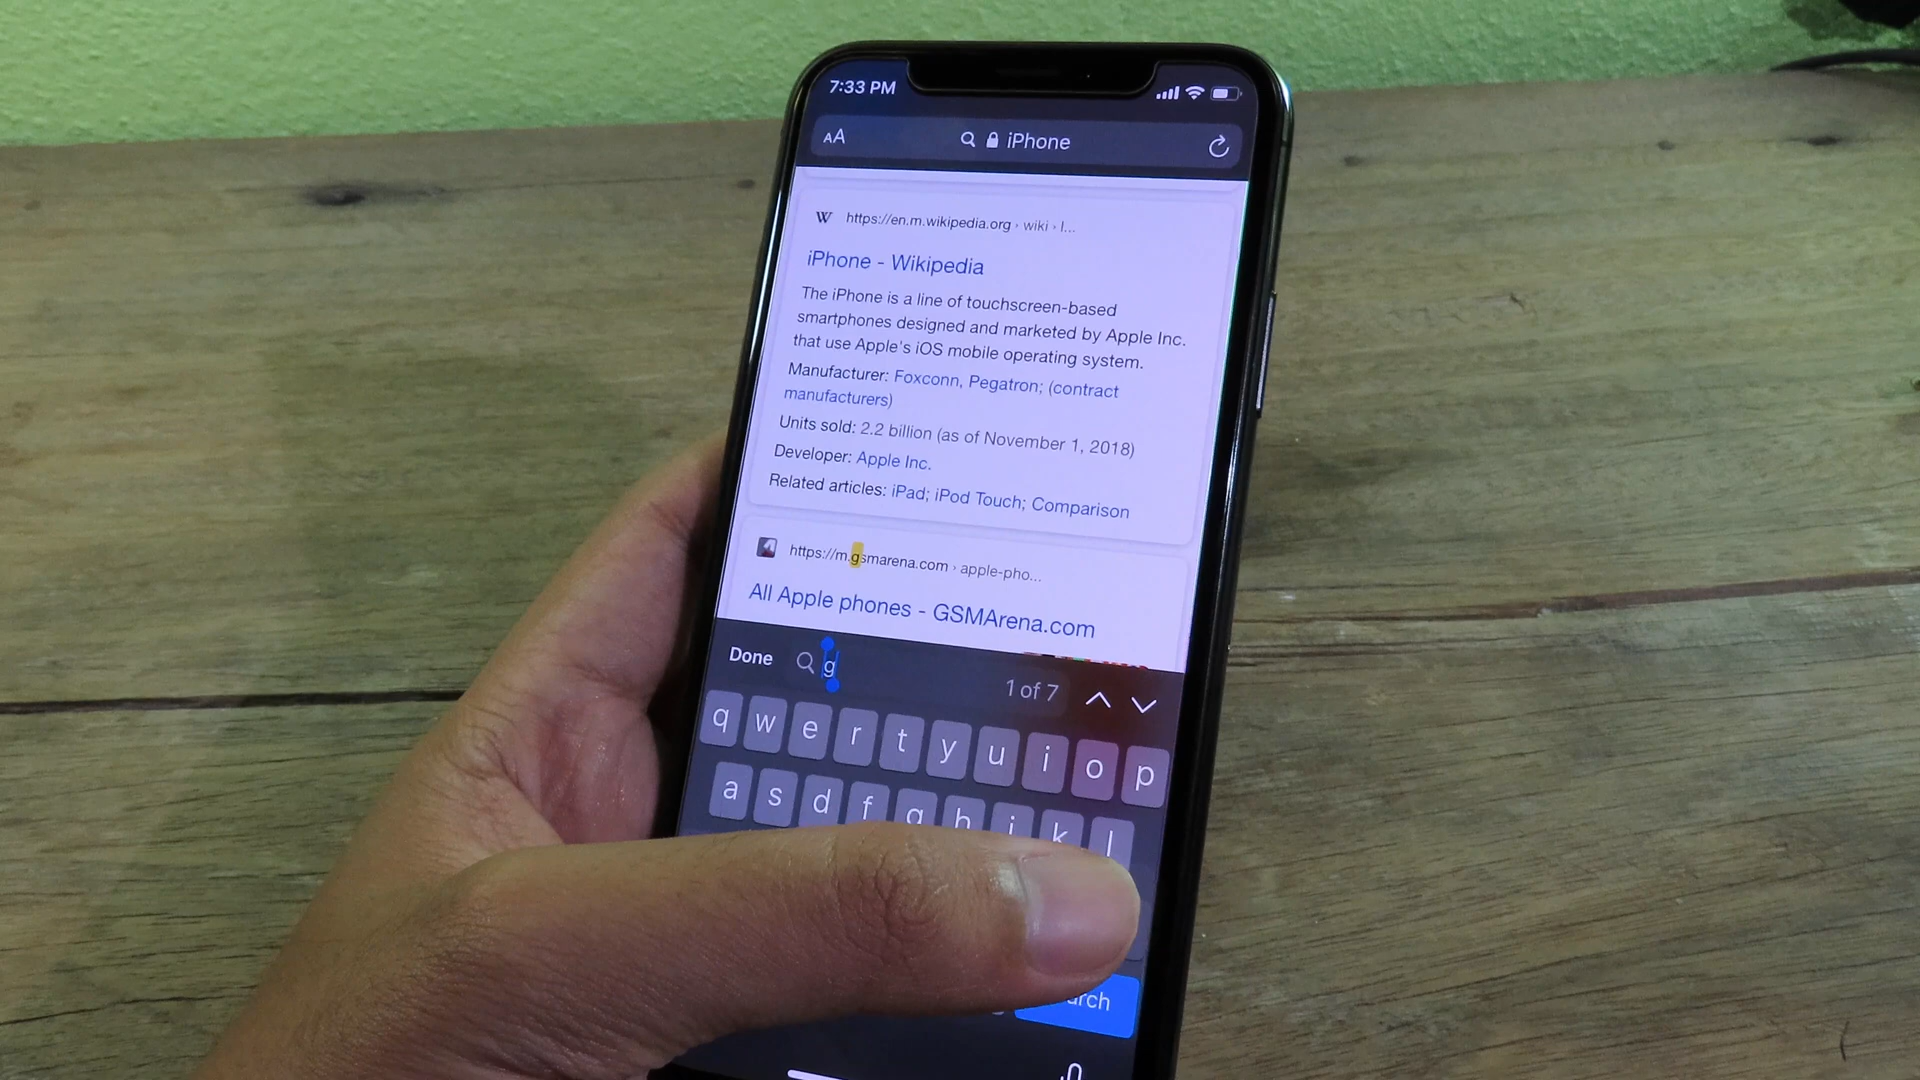 7:33 PM
AA iPhone
W https://en.m.wikipedia.org › wiki › I...
iPhone - Wikipedia
The iPhone is a line of touchscreen-based
smartphones designed and marketed by Apple Inc.
that use Apple's iOS mobile operating system.
Manufacturer: Foxconn, Pegatron; (contract
manufacturers)
Units sold: 2.2 billion (as of November 1, 2018)
Developer: Apple Inc.
Related articles: iPad; iPod Touch; Comparison
https://m.gsmarena.com › apple-pho...
All Apple phones - GSMArena.com
Done g 1 of 7
q w e r t y u i o p
a s d f g h j k l